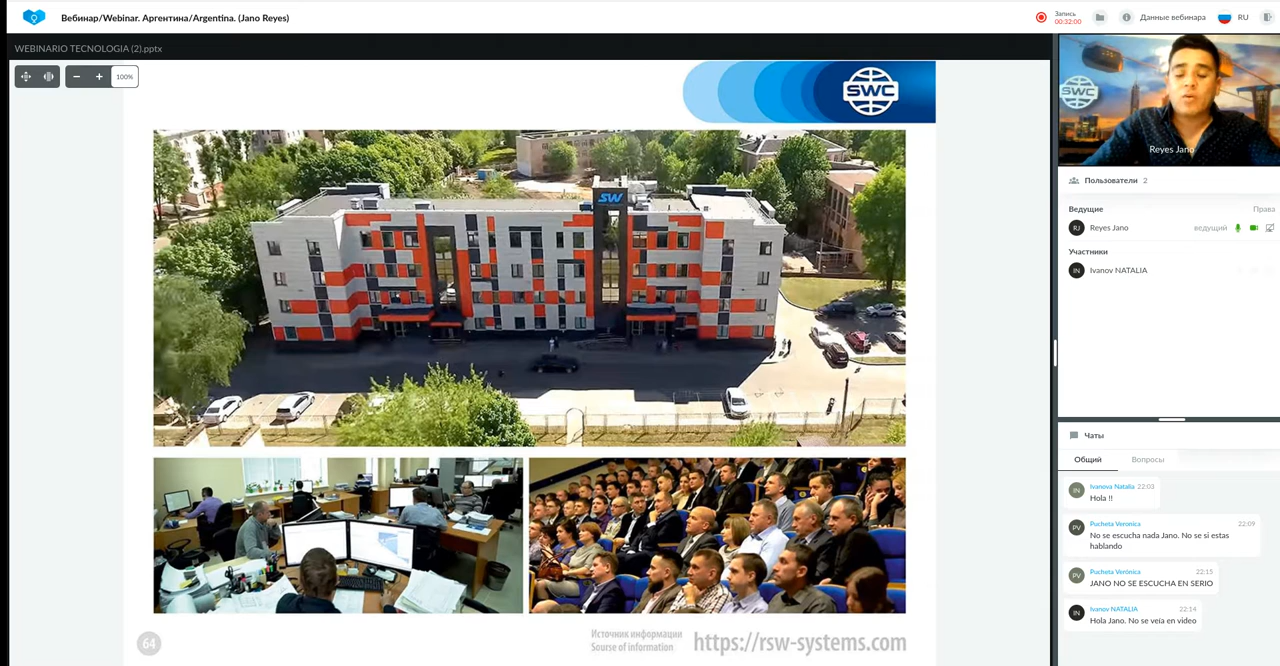 Вебинар/Webinar. Аргентина/Argentina. (Jano Reyes)
Запись
00:32:00
Данные вебинара
RU
WEBINARIO TECNOLOGIA (2).pptx
100%
SWC
SW
64
Источник информации
Sourse of information
https://rsw-systems.com
SWC
Reyes Jano
Пользователи 2
Ведущие
Права
RJ
Reyes Jano
ведущий
Участники
IN
Ivanov NATALIA
Чаты
Общий
Вопросы
IN
Ivanova Natalia 22:03
Hola !!
PV
Pucheta Veronica 22:09
No se escucha nada Jano. No se si estas
hablando
PV
Pucheta Verónica 22:15
JANO NO SE ESCUCHA EN SERIO
IN
Ivanov NATALIA 22:14
Hola Jano. No se veía en video